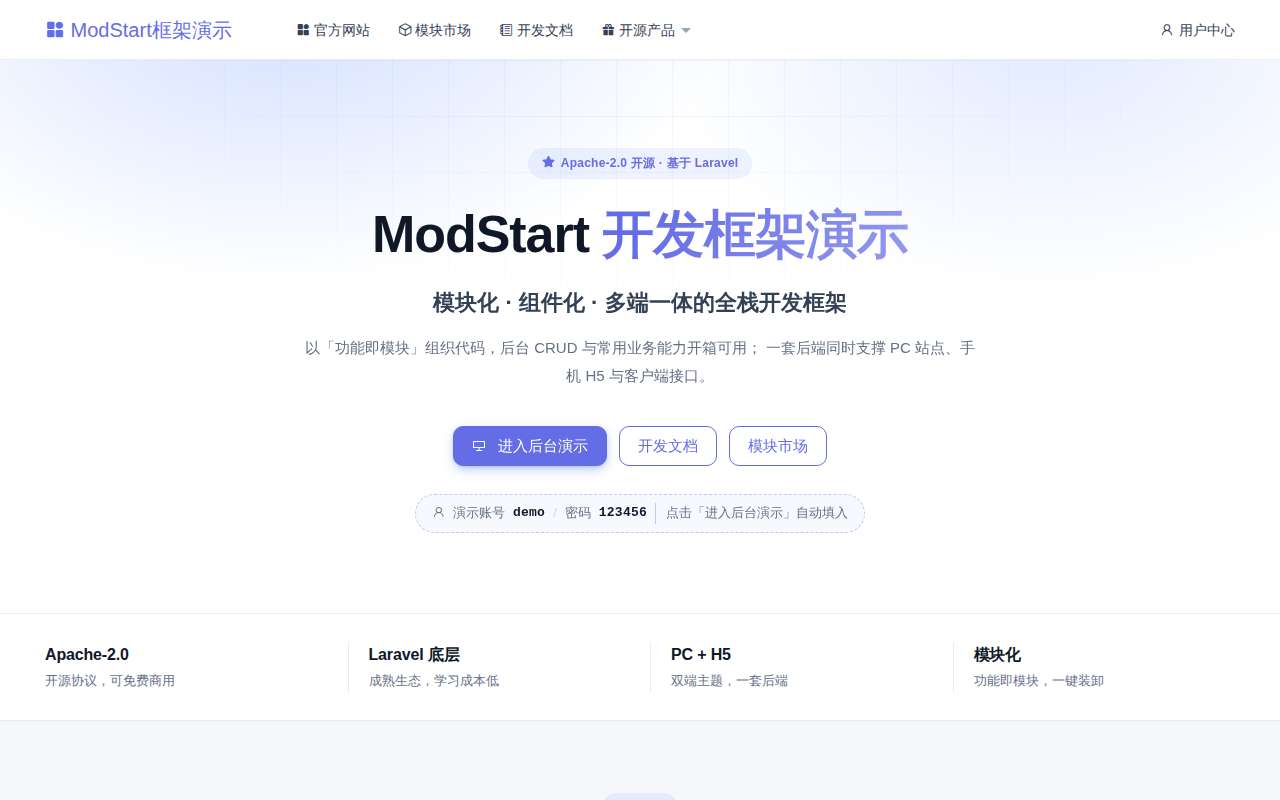 ModStart框架演示
官方网站
模块市场
开发文档
开源产品
用户中心
Apache-2.0 开源 · 基于 Laravel
ModStart 开发框架演示
模块化 · 组件化 · 多端一体的全栈开发框架
以「功能即模块」组织代码，后台 CRUD 与常用业务能力开箱可用； 一套后端同时支撑 PC 站点、手
机 H5 与客户端接口。
进入后台演示
开发文档
模块市场
演示账号 demo / 密码 123456 点击「进入后台演示」自动填入
Apache-2.0
开源协议，可免费商用
Laravel 底层
成熟生态，学习成本低
PC + H5
双端主题，一套后端
模块化
功能即模块，一键装卸